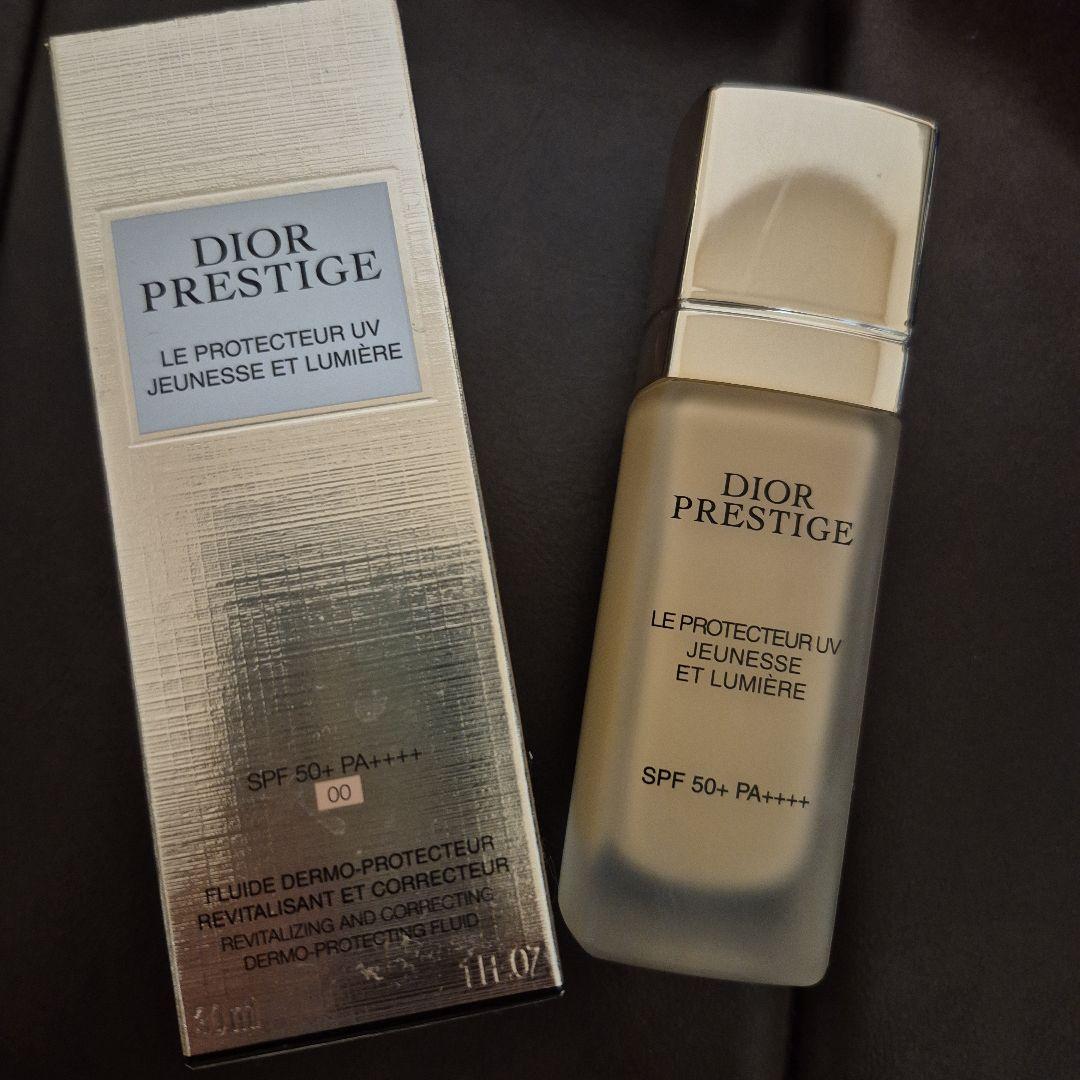 DIOR
PRESTIGE
LE PROTECTEUR UV
JEUNESSE ET LUMIÈRE
SPF 50+ PA++++
00
FLUIDE DERMO-PROTECTEUR
REVITALISANT ET CORRECTEUR
REVITALIZING AND CORRECTING
DERMO-PROTECTING FLUID
ml
DIOR
PRESTIGE
LE PROTECTEUR UV
JEUNESSE
ET LUMIÈRE
SPF 50+ PA++++